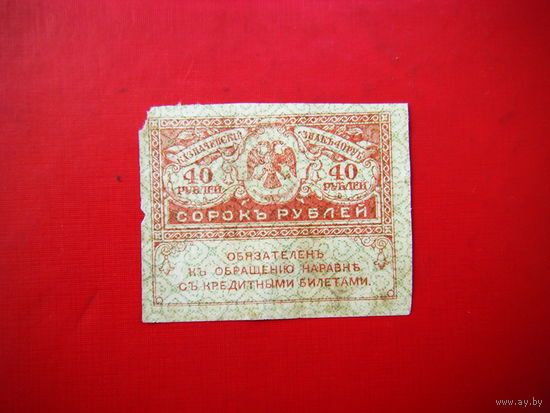 КАЗНАЧЕЙСКІЙ ЗНАКЪ
40 РУБЛЕЙ
40 РУБЛЕЙ
СОРОКЪ РУБЛЕЙ
ОБЯЗАТЕЛЕНЪ
КЪ ОБРАЩЕНІЮ НАРАВНѢ
СЪ КРЕДИТНЫМИ БИЛЕТАМИ.
www.ay.by